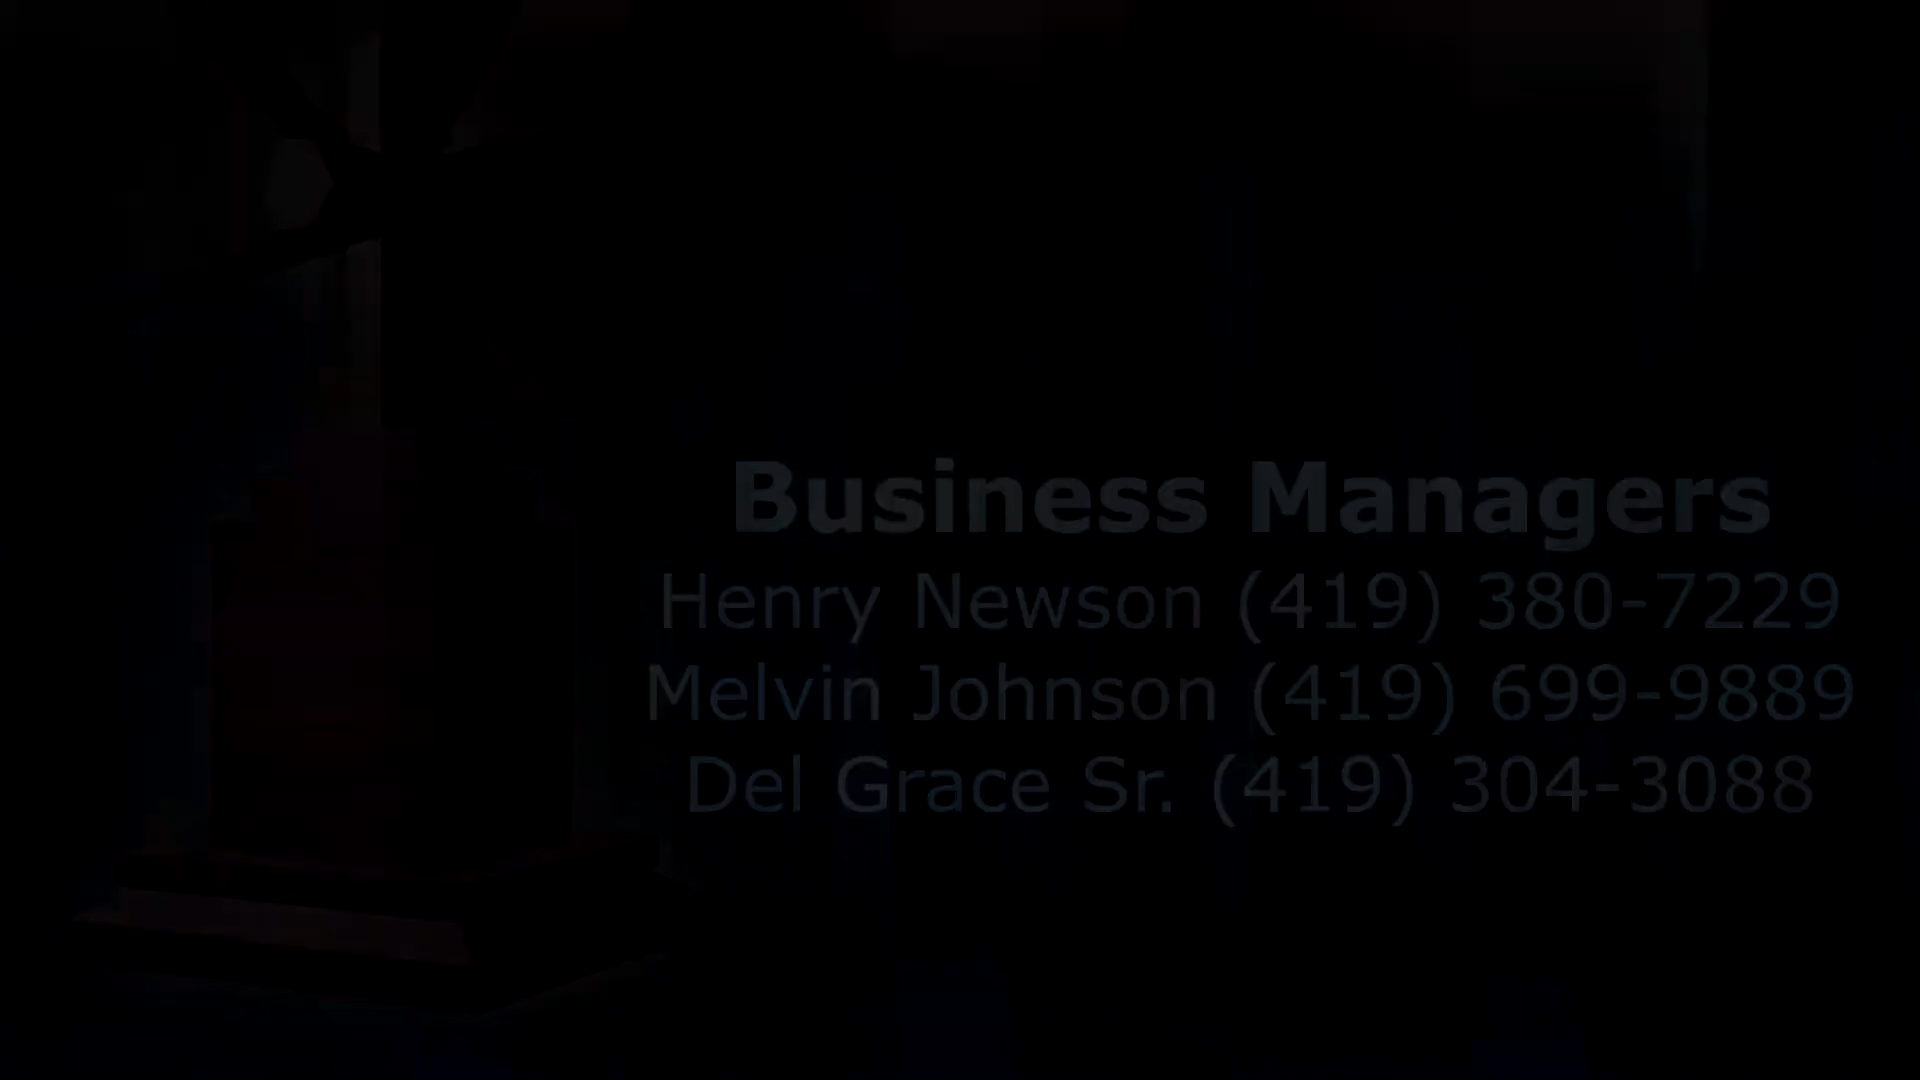 Business Managers
Henry Newson (419) 380-7229
Melvin Johnson (419) 699-9889
Del Grace Sr. (419) 304-3088